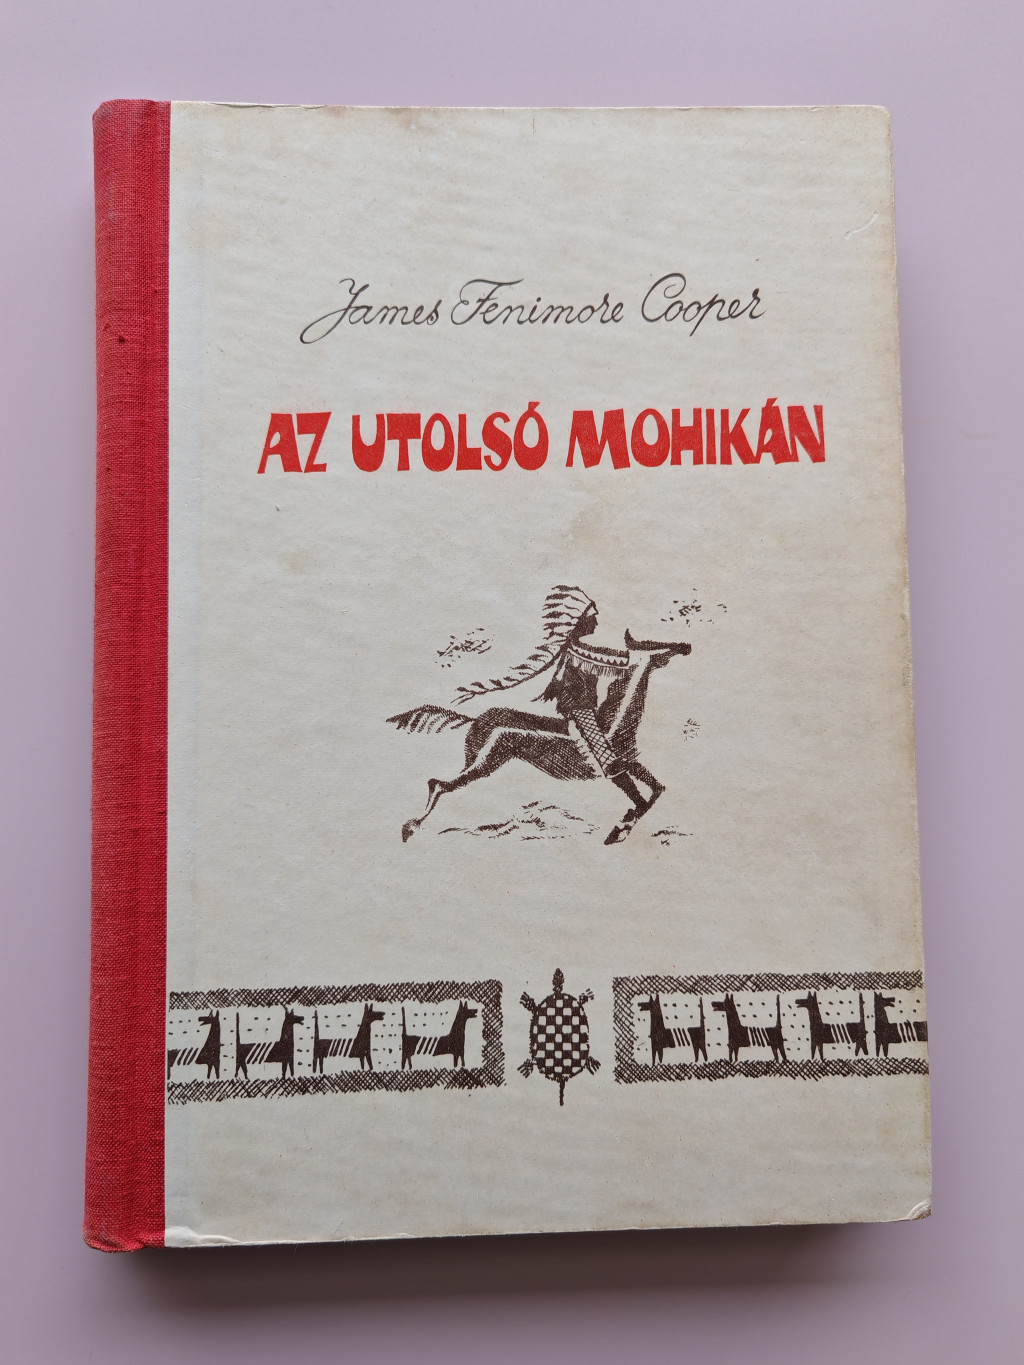 James Fenimore Cooper
AZ UTOLSÓ MOHIKÁN